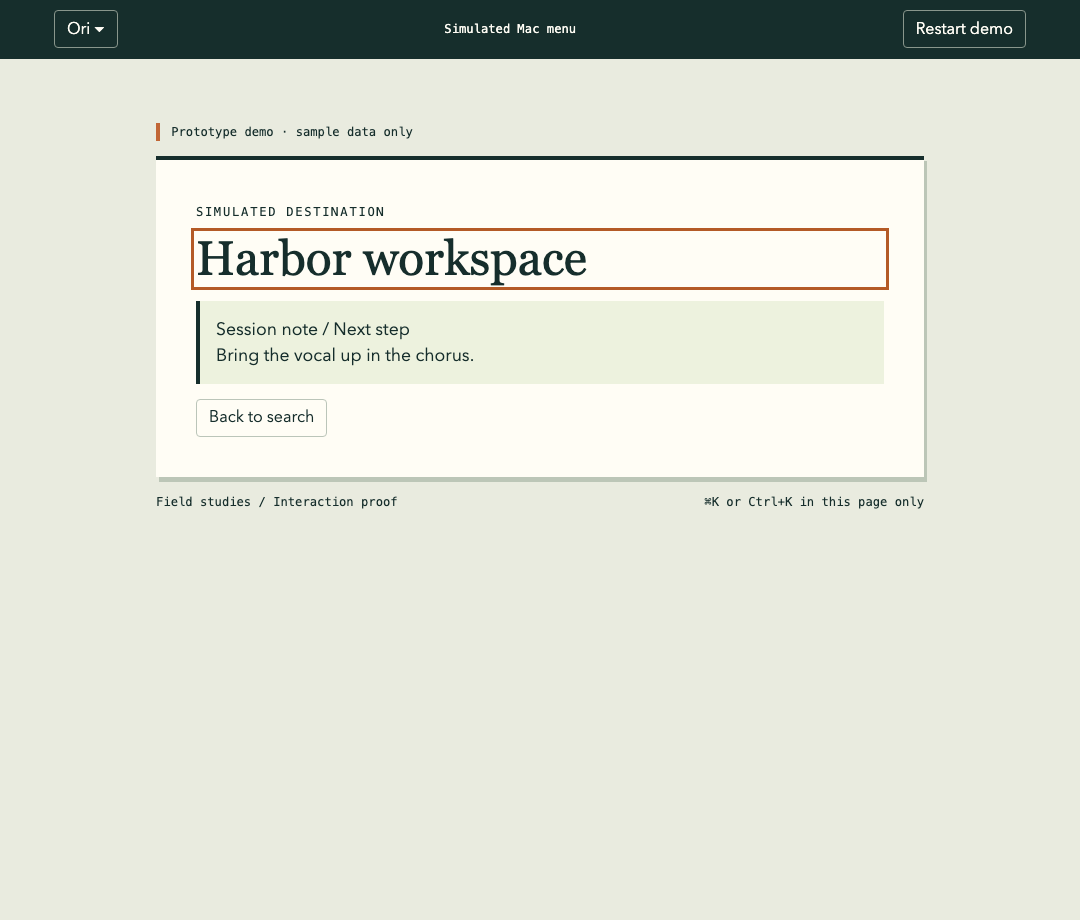 Ori
Simulated Mac menu
Restart demo
Prototype demo · sample data only
SIMULATED DESTINATION
Harbor workspace
Session note / Next step
Bring the vocal up in the chorus.
Back to search
Field studies / Interaction proof
⌘K or Ctrl+K in this page only